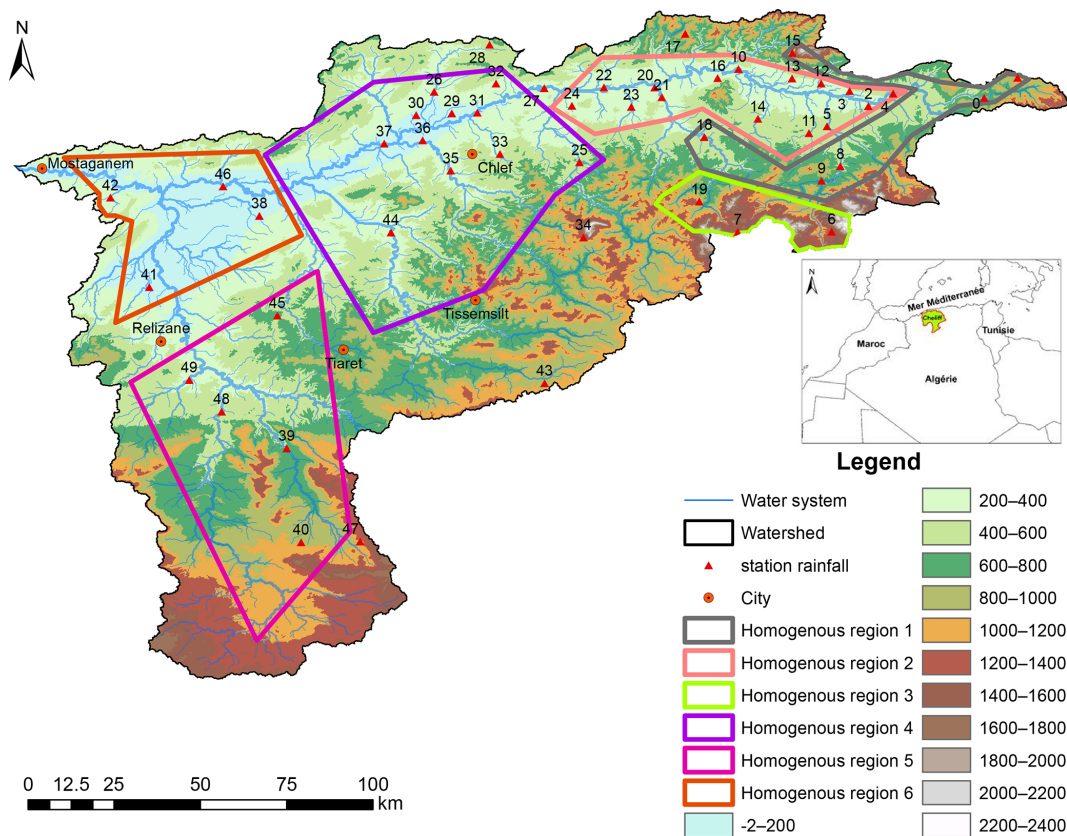 N
15
17
28
10
16
13
12
20
22
21
26
32
27
24
23
3
2
4
0
30
29
31
14
11
5
37
36
18
Chlef
33
35
25
8
9
Mostaganem
42
46
38
19
44
34
7
6
41
45
Tissemsilt
Relizane
Tiaret
49
43
48
39
40
47
N
Mer Méditerranée
Cheliff
Tunisie
Maroc
Algérie
Legend
Water system
Watershed
station rainfall
City
Homogenous region 1
Homogenous region 2
Homogenous region 3
Homogenous region 4
Homogenous region 5
Homogenous region 6
-2–200
200–400
400–600
600–800
800–1000
1000–1200
1200–1400
1400–1600
1600–1800
1800–2000
2000–2200
2200–2400
0 12.5 25 50 75 100
km